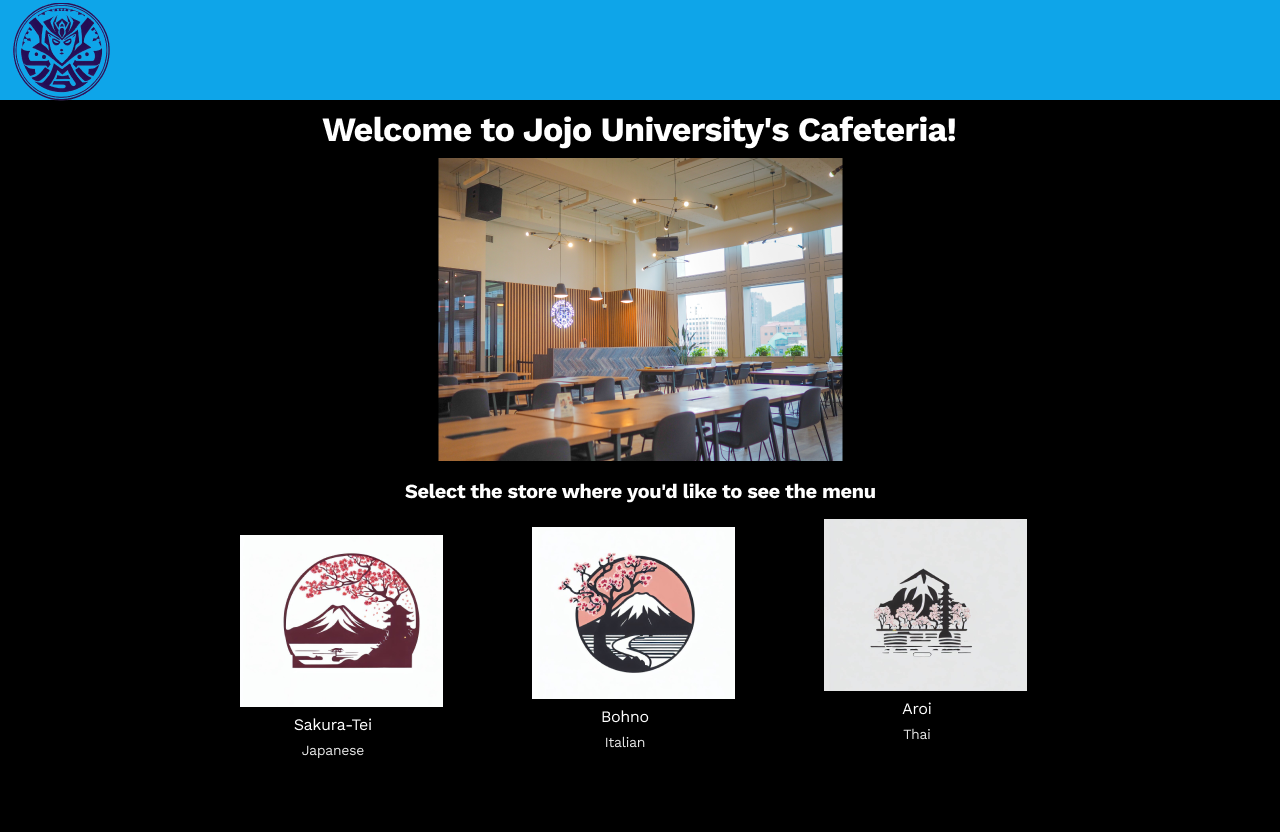 Welcome to Jojo University's Cafeteria!
Select the store where you'd like to see the menu
Sakura-Tei
Japanese
Bohno
Italian
Aroi
Thai